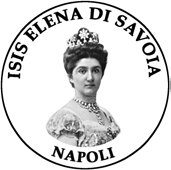 ISIS ELENA DI SAVOIA
NAPOLI